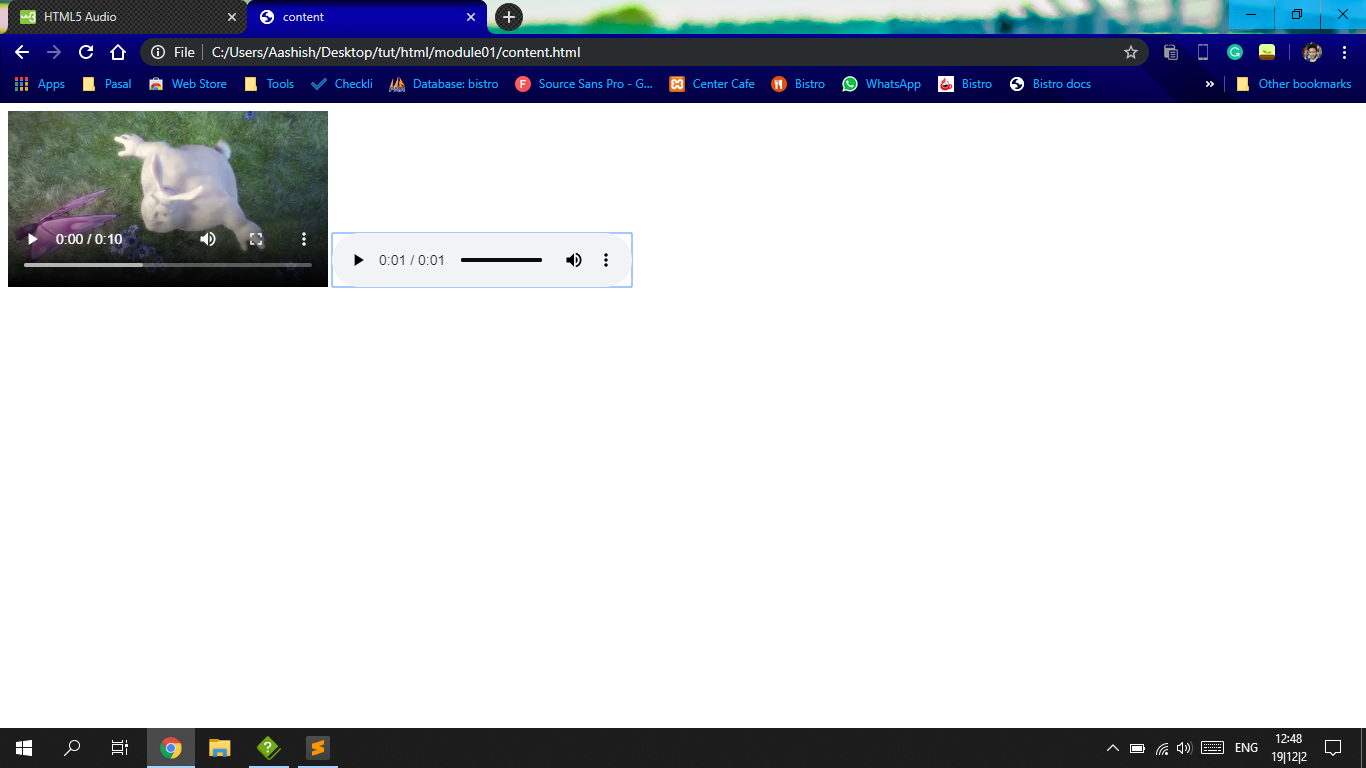 HTML5 Audio
content
File
C:/Users/Aashish/Desktop/tut/html/module01/content.html
Apps
Pasal
Web Store
Tools
Checkli
Database: bistro
Source Sans Pro - G...
Center Cafe
Bistro
WhatsApp
Bistro
Bistro docs
»
Other bookmarks
0:00 / 0:10
0:01 / 0:01
ENG
12:48
19|12|2